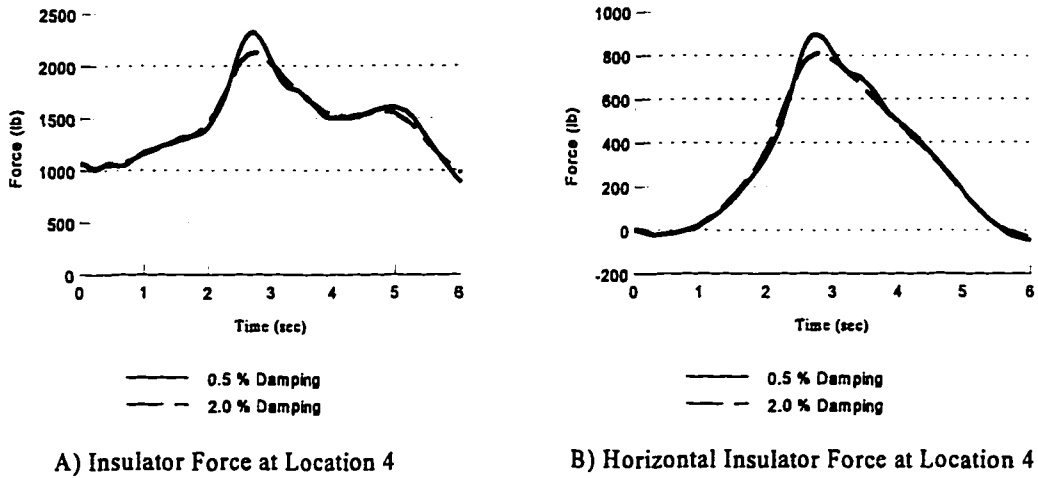 2500
2000
1500
1000
500
0
Force (lb)
0 1 2 3 4 5 6
Time (sec)
0.5 % Damping
2.0 % Damping
A) Insulator Force at Location 4
1000
800
600
400
200
0
-200
Force (lb)
0 1 2 3 4 5 6
Time (sec)
0.5 % Damping
2.0 % Damping
B) Horizontal Insulator Force at Location 4